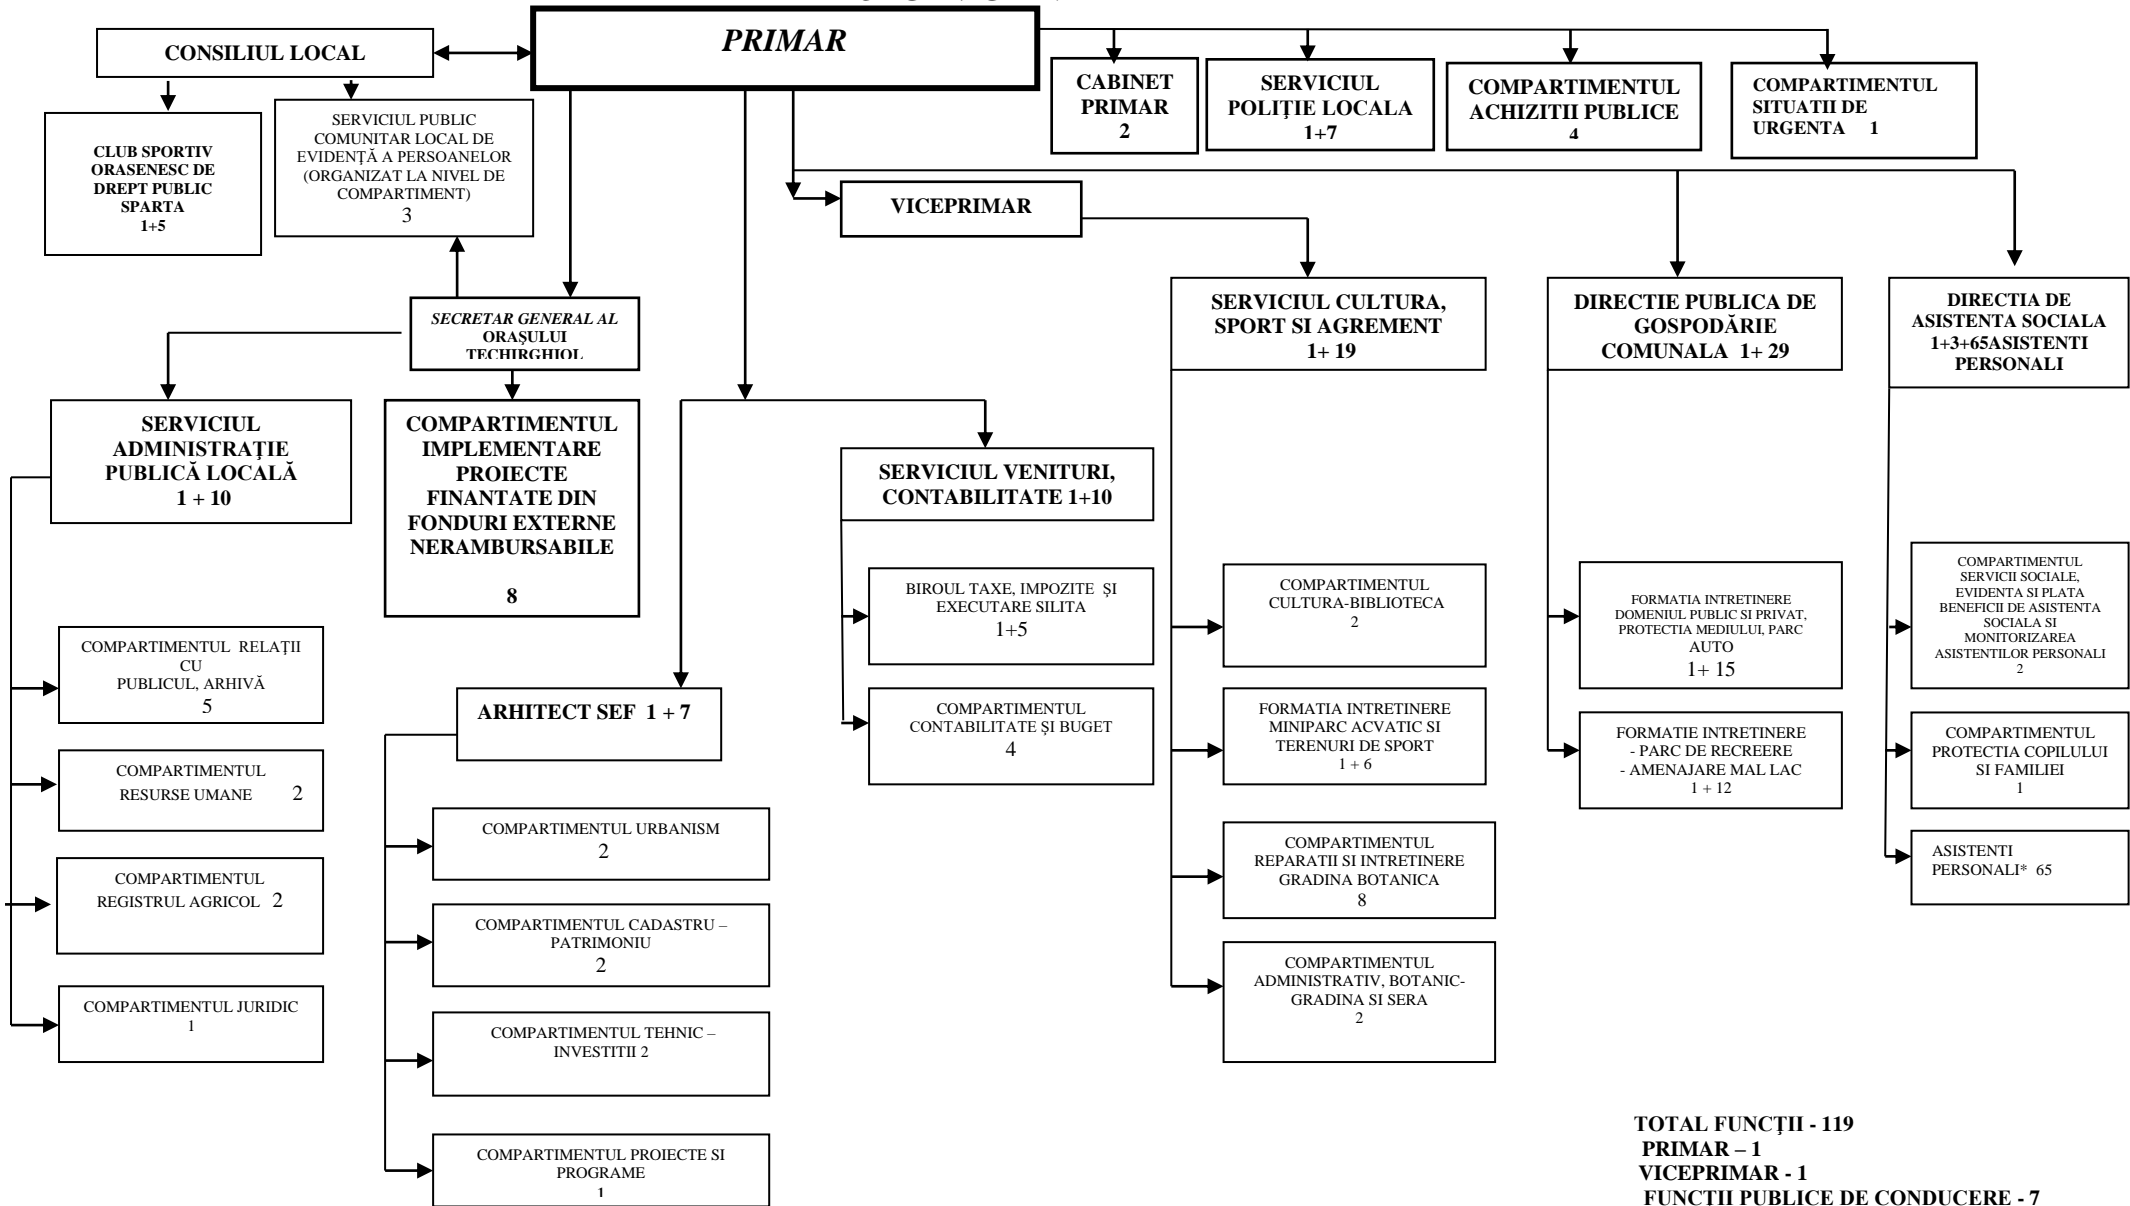 PRIMAR
CONSILIUL LOCAL
CABINET
PRIMAR
2
SERVICIUL
POLIŢIE LOCALA
1+7
COMPARTIMENTUL
ACHIZITII PUBLICE
4
COMPARTIMENTUL
SITUATII DE
URGENTA 1
CLUB SPORTIV
ORASENESC DE
DREPT PUBLIC
SPARTA
1+5
SERVICIUL PUBLIC
COMUNITAR LOCAL DE
EVIDENŢĂ A PERSOANELOR
(ORGANIZAT LA NIVEL DE
COMPARTIMENT)
3
VICEPRIMAR
SECRETAR GENERAL AL
ORAŞULUI
TECHIRGHIOL
SERVICIUL CULTURA,
SPORT SI AGREMENT
1+ 19
DIRECTIE PUBLICA DE
GOSPODĂRIE
COMUNALA 1+ 29
DIRECTIA DE
ASISTENTA SOCIALA
1+3+65ASISTENTI
PERSONALI
SERVICIUL
ADMINISTRAŢIE
PUBLICĂ LOCALĂ
1 + 10
COMPARTIMENTUL
IMPLEMENTARE
PROIECTE
FINANTATE DIN
FONDURI EXTERNE
NERAMBURSABILE
8
SERVICIUL VENITURI,
CONTABILITATE 1+10
BIROUL TAXE, IMPOZITE ŞI
EXECUTARE SILITA
1+5
COMPARTIMENTUL
CONTABILITATE ŞI BUGET
4
COMPARTIMENTUL
CULTURA-BIBLIOTECA
2
FORMATIA INTRETINERE
MINIPARC ACVATIC SI
TERENURI DE SPORT
1 + 6
COMPARTIMENTUL
REPARATII SI INTRETINERE
GRADINA BOTANICA
8
COMPARTIMENTUL
ADMINISTRATIV, BOTANIC-
GRADINA SI SERA
2
FORMATIA INTRETINERE
DOMENIUL PUBLIC SI PRIVAT,
PROTECTIA MEDIULUI, PARC
AUTO
1+ 15
FORMATIE INTRETINERE
- PARC DE RECREERE
- AMENAJARE MAL LAC
1 + 12
COMPARTIMENTUL
SERVICII SOCIALE,
EVIDENTA SI PLATA
BENEFICII DE ASISTENTA
SOCIALA SI
MONITORIZAREA
ASISTENTILOR PERSONALI
2
COMPARTIMENTUL
PROTECTIA COPILULUI
SI FAMILIEI
1
ASISTENTI
PERSONALI* 65
COMPARTIMENTUL RELAŢII
CU
PUBLICUL, ARHIVĂ
5
COMPARTIMENTUL
RESURSE UMANE 2
COMPARTIMENTUL
REGISTRUL AGRICOL 2
COMPARTIMENTUL JURIDIC
1
ARHITECT SEF 1 + 7
COMPARTIMENTUL URBANISM
2
COMPARTIMENTUL CADASTRU –
PATRIMONIU
2
COMPARTIMENTUL TEHNIC –
INVESTITII 2
COMPARTIMENTUL PROIECTE SI
PROGRAME
1
TOTAL FUNCŢII - 119
PRIMAR – 1
VICEPRIMAR - 1
FUNCTII PUBLICE DE CONDUCERE - 7